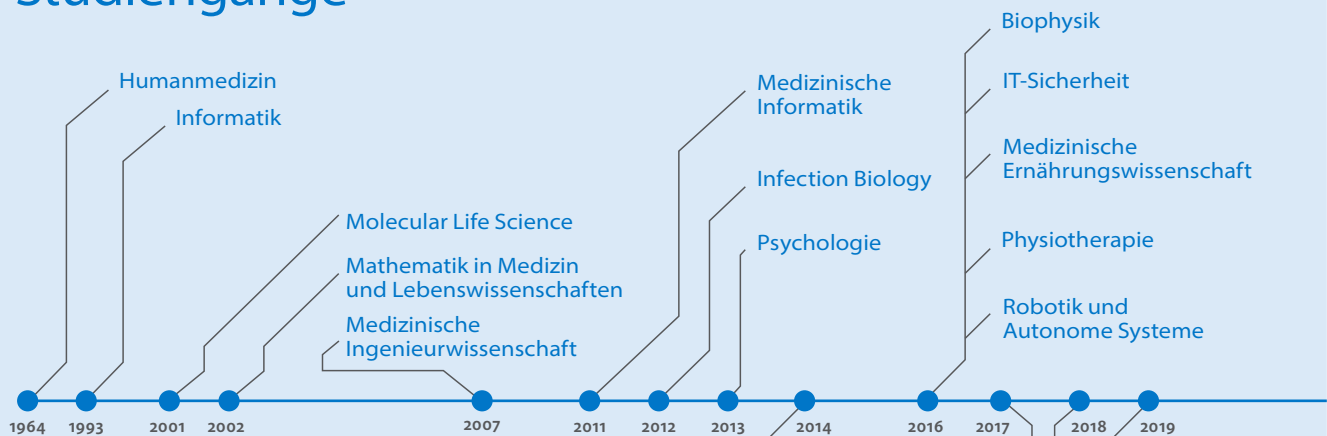 Studiengänge
Humanmedizin
Informatik
Molecular Life Science
Mathematik in Medizin
und Lebenswissenschaften
Medizinische
Ingenieurwissenschaft
Medizinische
Informatik
Infection Biology
Psychologie
Biophysik
IT-Sicherheit
Medizinische
Ernährungswissenschaft
Physiotherapie
Robotik und
Autonome Systeme
1964 1993 2001 2002 2007 2011 2012 2013 2014 2016 2017 2018 2019